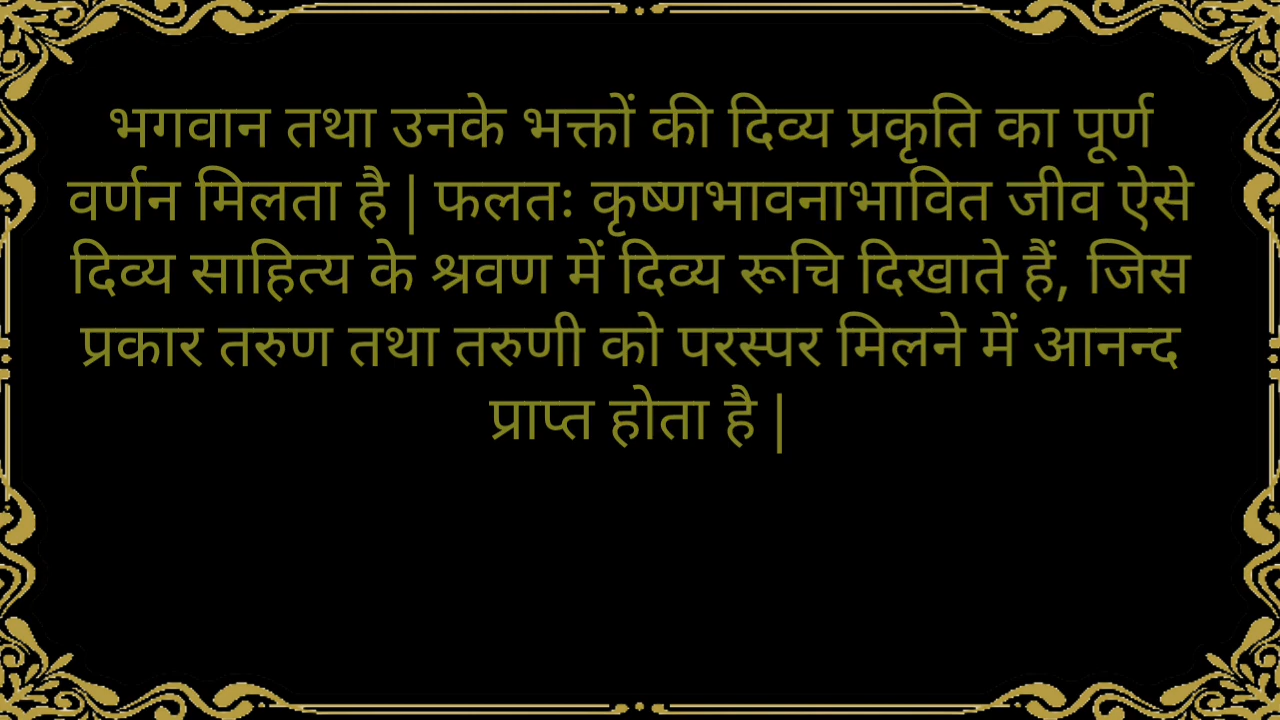 भगवान तथा उनके भक्तों की दिव्य प्रकृति का पूर्ण
वर्णन मिलता है | फलतः कृष्णभावनाभावित जीव ऐसे
दिव्य साहित्य के श्रवण में दिव्य रूचि दिखाते हैं, जिस
प्रकार तरुण तथा तरुणी को परस्पर मिलने में आनन्द
प्राप्त होता है |